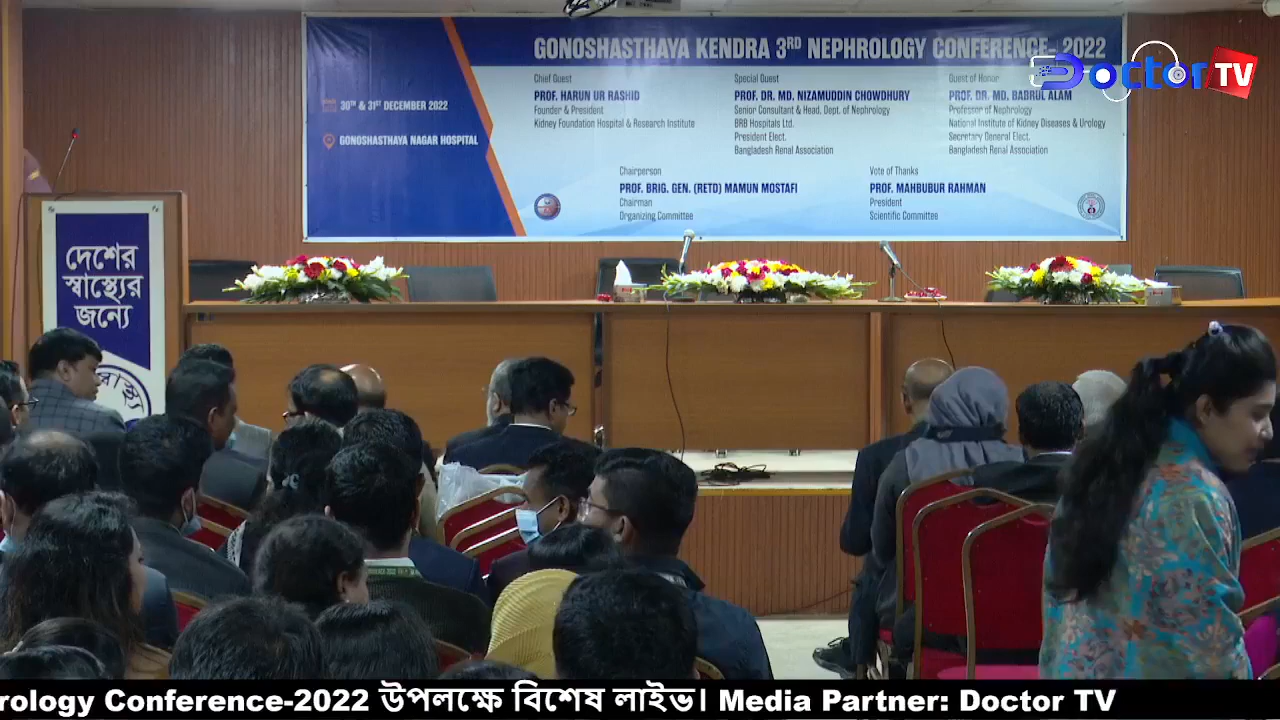 GONOSHASTHAYA KENDRA 3RD NEPHROLOGY CONFERENCE- 2022
Doctor TV
30TH & 31ST DECEMBER 2022
GONOSHASTHAYA NAGAR HOSPITAL
Chief Guest
PROF. HARUN UR RASHID
Founder & President
Kidney Foundation Hospital & Research Institute
Special Guest
PROF. DR. MD. NIZAMUDDIN CHOWDHURY
Senior Consultant & Head, Dept. of Nephrology
BRB Hospitals Ltd.
President Elect.
Bangladesh Renal Association
Guest of Honor
PROF. DR. MD. BABRUL ALAM
Professor of Nephrology
National Institute of Kidney Diseases & Urology
Secretary General Elect.
Bangladesh Renal Association
Chairperson
PROF. BRIG. GEN. (RETD) MAMUN MOSTAFI
Chairman
Organizing Committee
Vote of Thanks
PROF. MAHBUBUR RAHMAN
President
Scientific Committee
দেশের
স্বাস্থ্যের
জন্যে
rology Conference-2022 উপলক্ষে বিশেষ লাইভ। Media Partner: Doctor TV